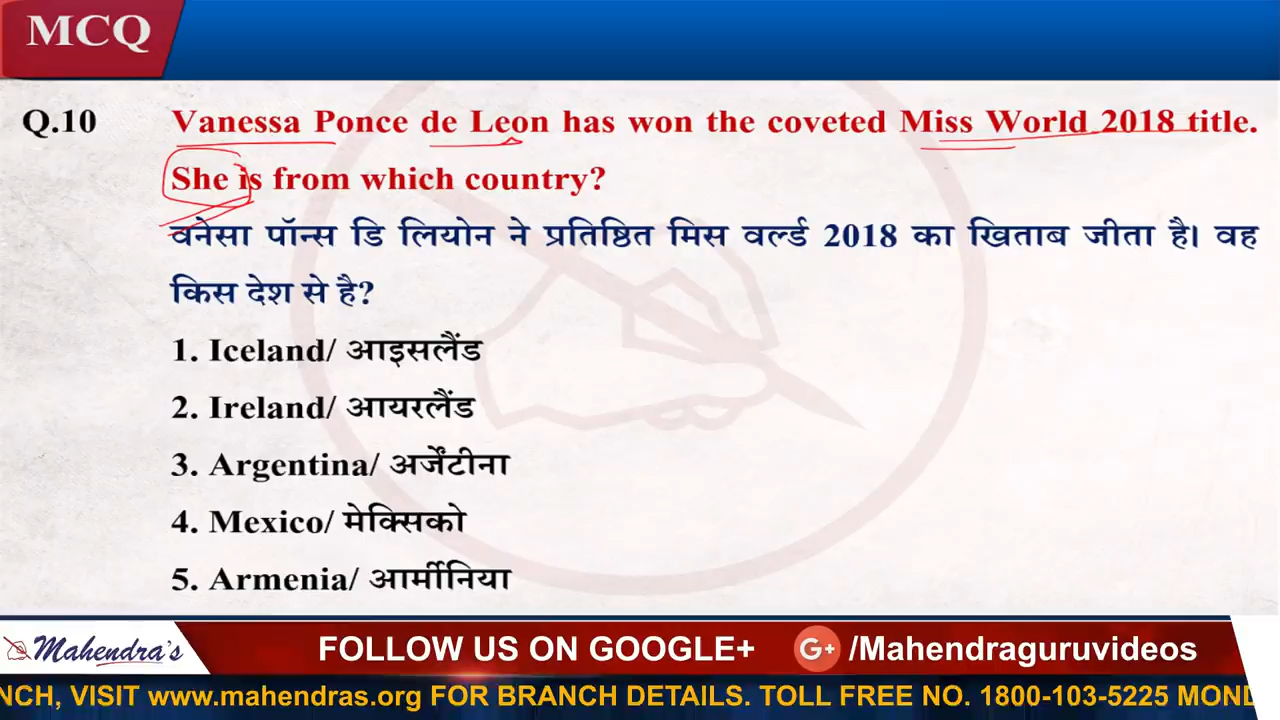 MCQ
Q.10 Vanessa Ponce de Leon has won the coveted Miss World 2018 title.
She is from which country?
वनेसा पॉन्स डि लियोन ने प्रतिष्ठित मिस वर्ल्ड 2018 का खिताब जीता है। वह
किस देश से है?
1. Iceland/ आइसलैंड
2. Ireland/ आयरलैंड
3. Argentina/ अर्जेंटीना
4. Mexico/ मेक्सिको
5. Armenia/ आर्मीनिया
Mahendra's FOLLOW US ON GOOGLE+ G+ /Mahendraguruvideos
NCH, VISIT www.mahendras.org FOR BRANCH DETAILS. TOLL FREE NO. 1800-103-5225 MOND